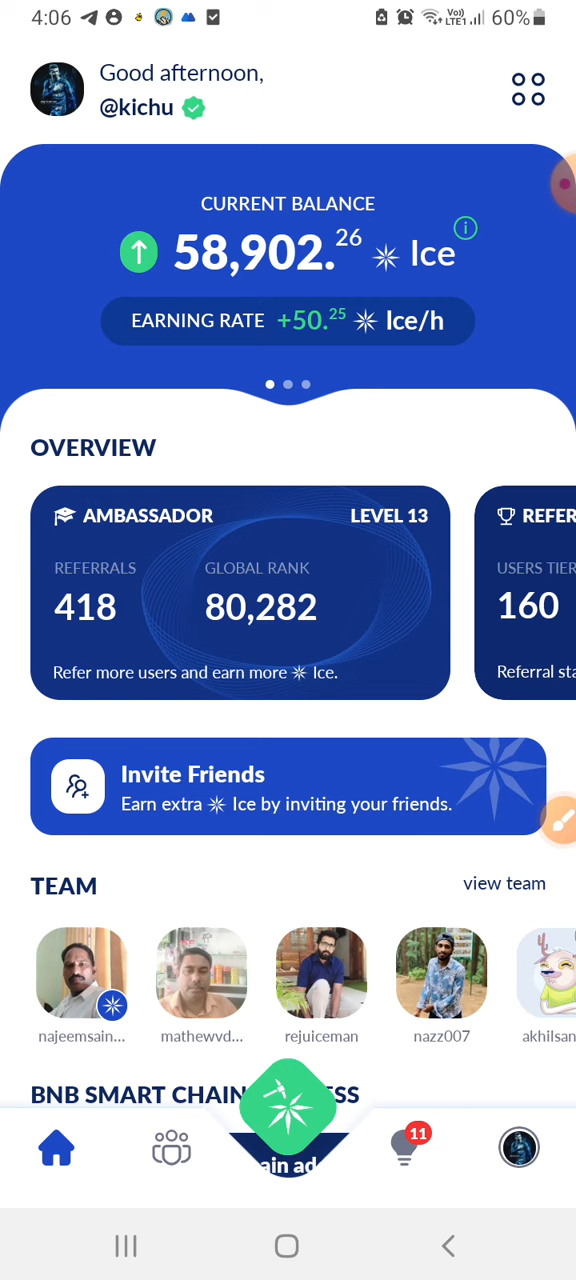 4:06 Vo)) LTE1 60%
Good afternoon,
@kichu
CURRENT BALANCE
58,902.26 Ice
EARNING RATE +50.25 Ice/h
OVERVIEW
AMBASSADOR LEVEL 13 REFER
REFERRALS GLOBAL RANK USERS TIER
418 80,282 160
Refer more users and earn more Ice. Referral sta
Invite Friends
Earn extra Ice by inviting your friends.
TEAM view team
najeemsain... mathewvd... rejuiceman nazz007 akhilsan
BNB SMART CHAIN ESS
11
ain ad